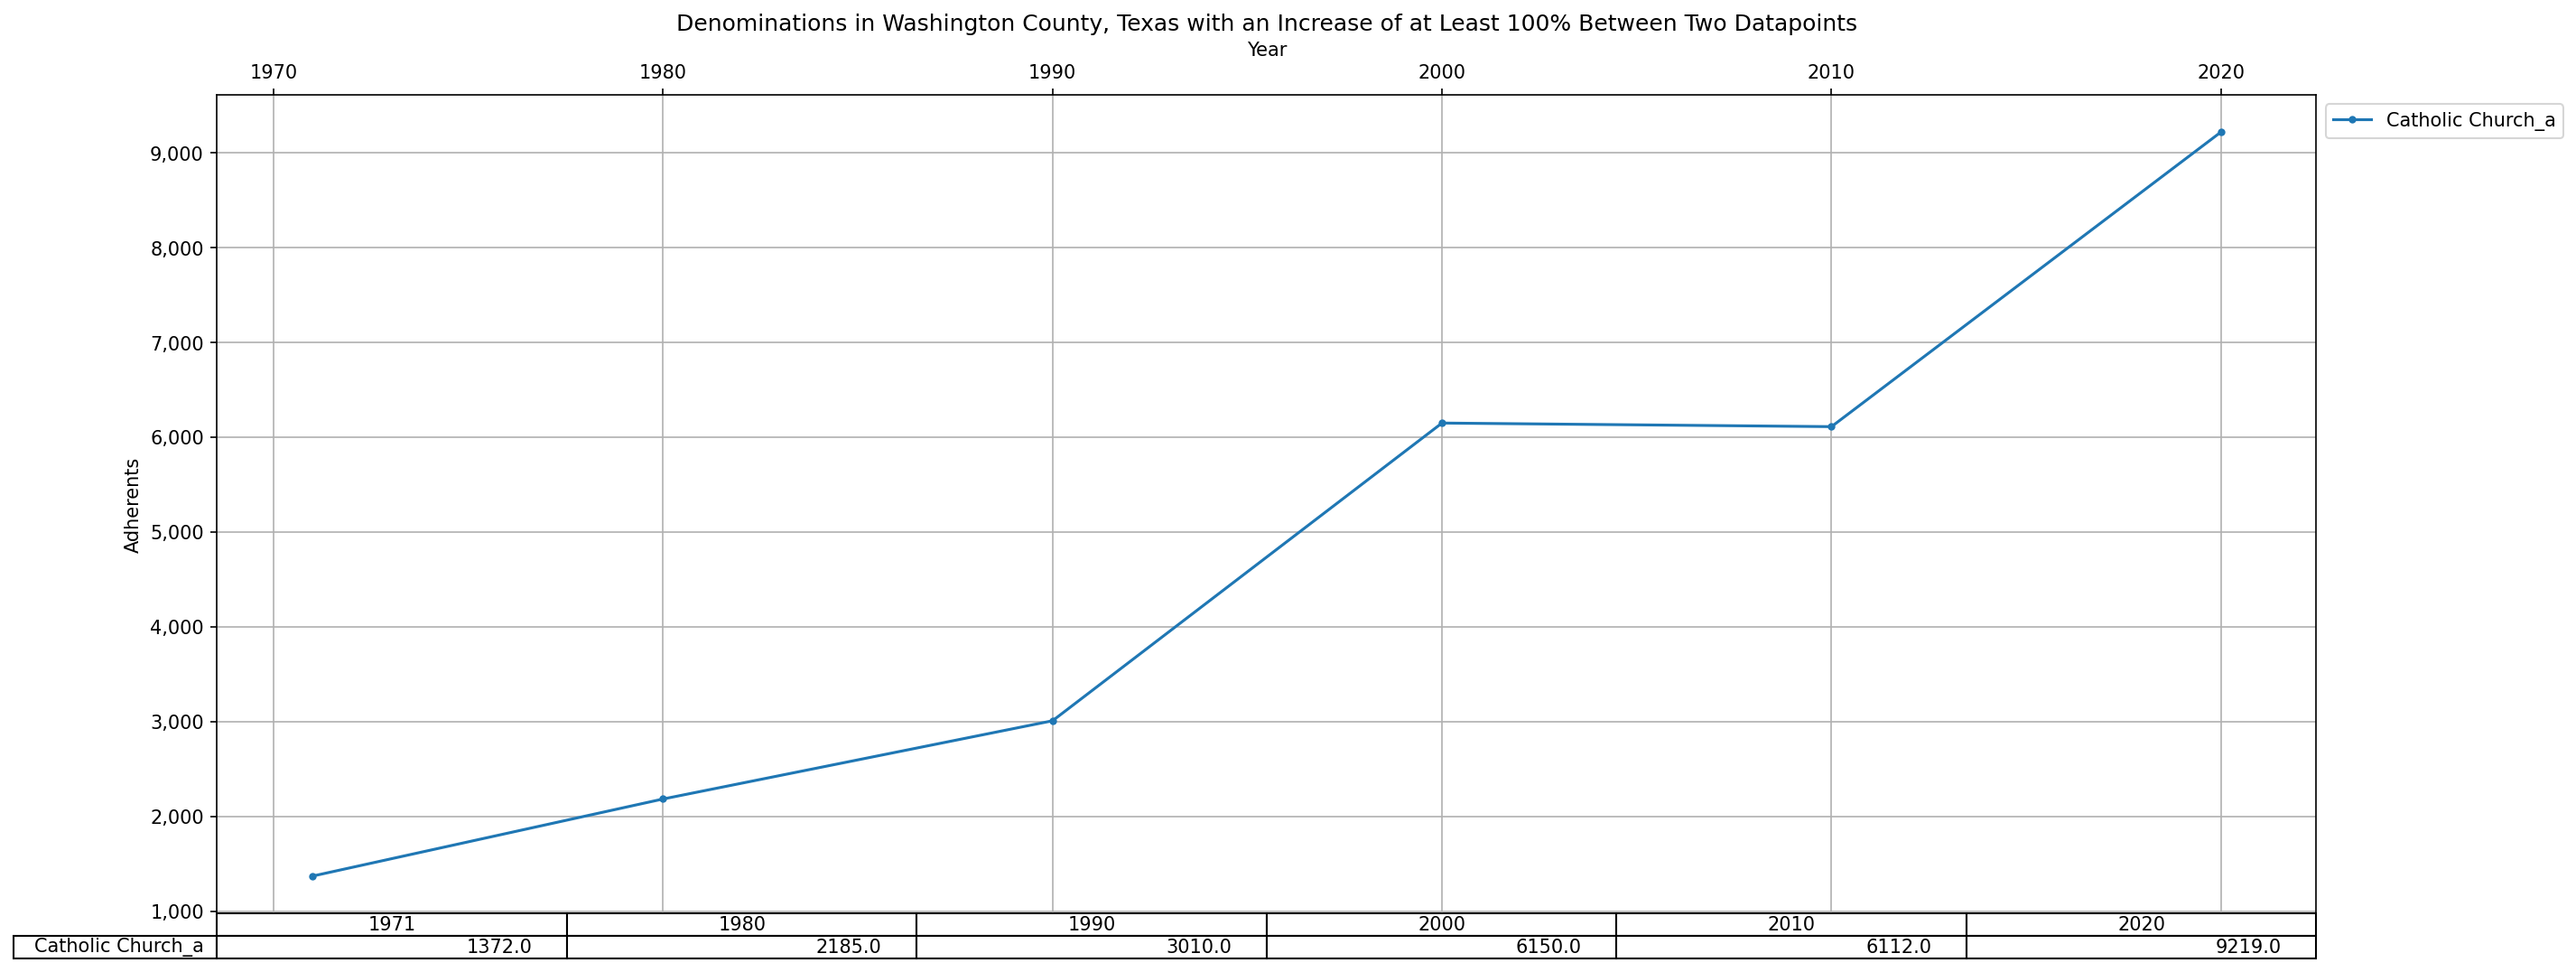 Denominations in Washington County, Texas with an Increase of at Least 100% Between Two Datapoints
Year
1970 1980 1990 2000 2010 2020
Catholic Church_a
9,000
8,000
7,000
6,000
5,000
4,000
3,000
2,000
1,000
Adherents
1971 1980 1990 2000 2010 2020
Catholic Church_a 1372.0 2185.0 3010.0 6150.0 6112.0 9219.0